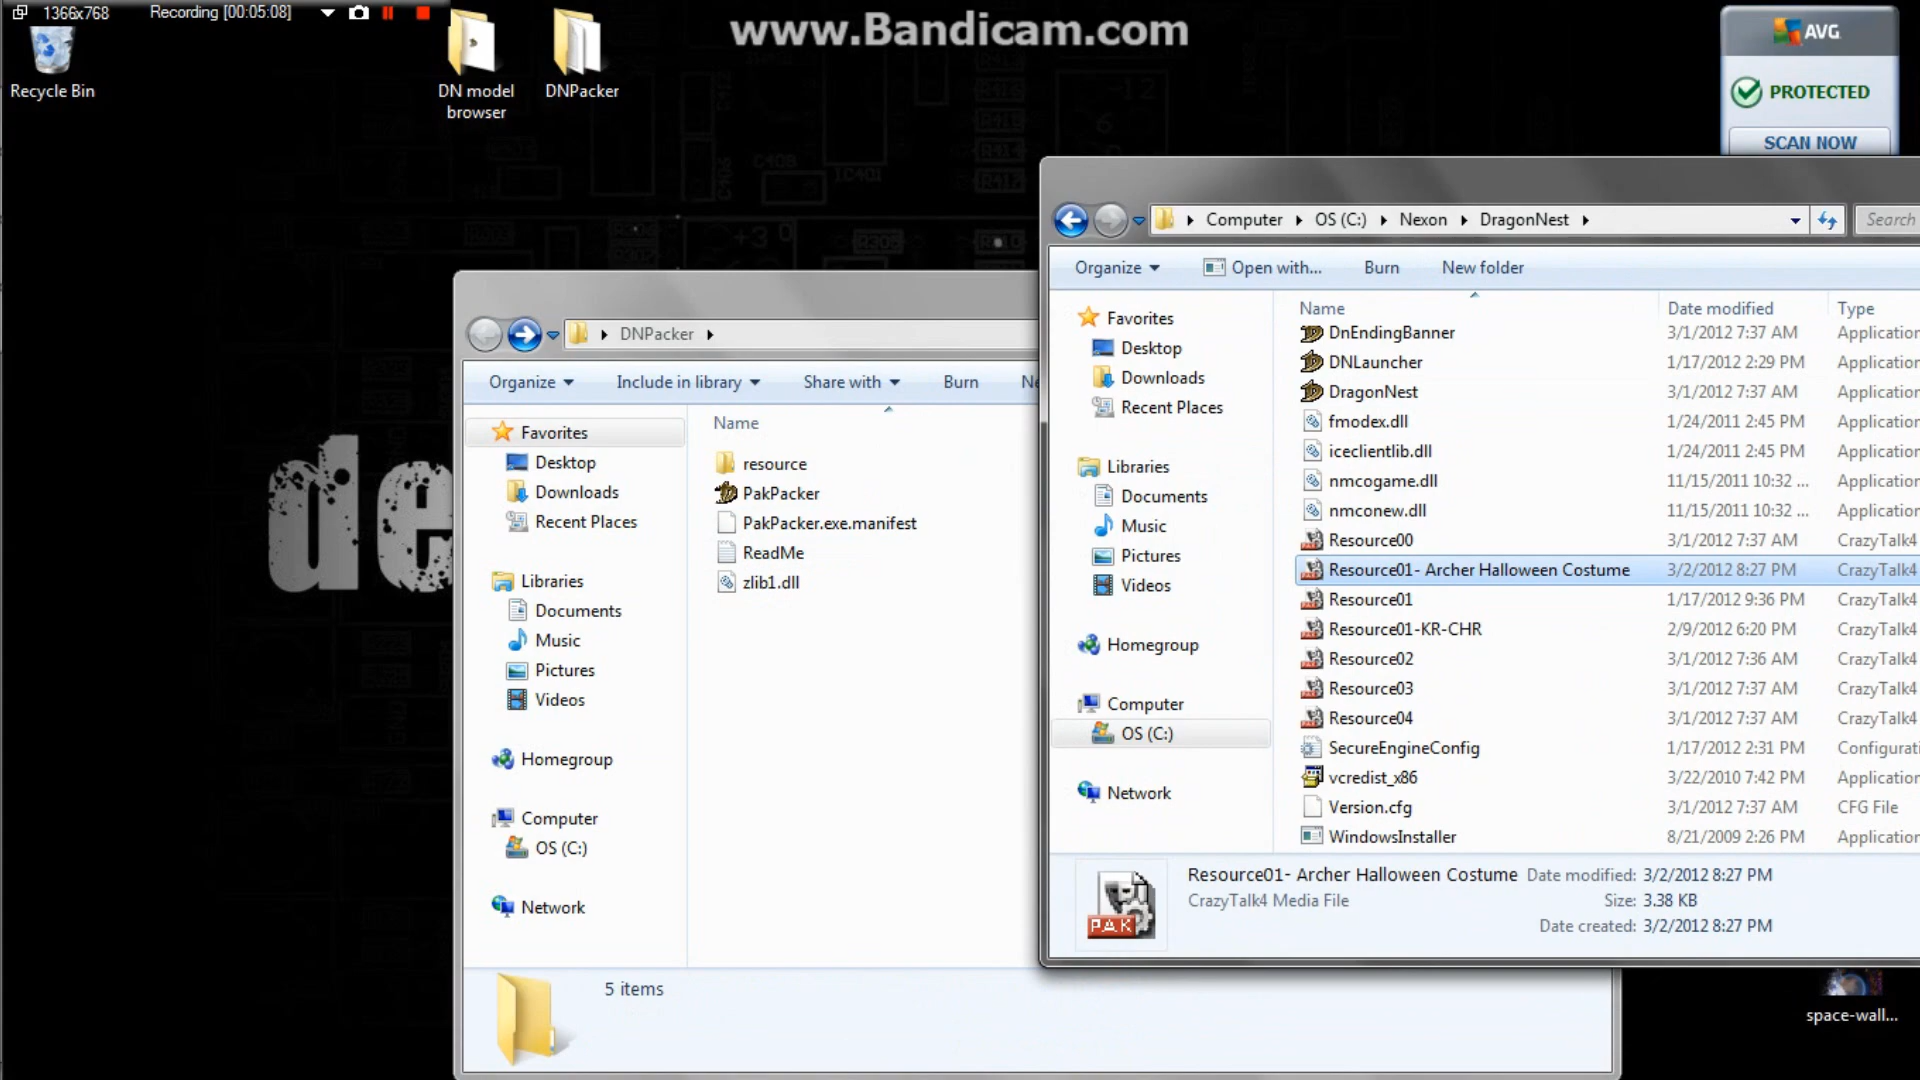 1366x768
Recording [00:05:08]
www.Bandicam.com
Recycle Bin
DN model
browser
DNPacker
AVG
PROTECTED
SCAN NOW
Computer
OS (C:)
Nexon
DragonNest
Search
Organize
Open with...
Burn
New folder
Favorites
Desktop
Downloads
Recent Places
Libraries
Documents
Music
Pictures
Videos
Homegroup
Computer
OS (C:)
Network
Name Date modified Type
DnEndingBanner 3/1/2012 7:37 AM Application
DNLauncher 1/17/2012 2:29 PM Application
DragonNest 3/1/2012 7:37 AM Application
fmodex.dll 1/24/2011 2:45 PM Application
iceclientlib.dll 1/24/2011 2:45 PM Application
nmcogame.dll 11/15/2011 10:32 ... Application
nmconew.dll 11/15/2011 10:32 ... Application
Resource00 3/1/2012 7:37 AM CrazyTalk4
Resource01- Archer Halloween Costume 3/2/2012 8:27 PM CrazyTalk4
Resource01 1/17/2012 9:36 PM CrazyTalk4
Resource01-KR-CHR 2/9/2012 6:20 PM CrazyTalk4
Resource02 3/1/2012 7:36 AM CrazyTalk4
Resource03 3/1/2012 7:37 AM CrazyTalk4
Resource04 3/1/2012 7:37 AM CrazyTalk4
SecureEngineConfig 1/17/2012 2:31 PM Configurati
vcredist_x86 3/22/2010 7:42 PM Application
Version.cfg 3/1/2012 7:37 AM CFG File
WindowsInstaller 8/21/2009 2:26 PM Application
PAK
Resource01- Archer Halloween Costume Date modified: 3/2/2012 8:27 PM
CrazyTalk4 Media File Size: 3.38 KB
Date created: 3/2/2012 8:27 PM
DNPacker
Organize
Include in library
Share with
Burn
Ne
Favorites
Desktop
Downloads
Recent Places
Libraries
Documents
Music
Pictures
Videos
Homegroup
Computer
OS (C:)
Network
Name
resource
PakPacker
PakPacker.exe.manifest
ReadMe
zlib1.dll
5 items
space-wall...
de